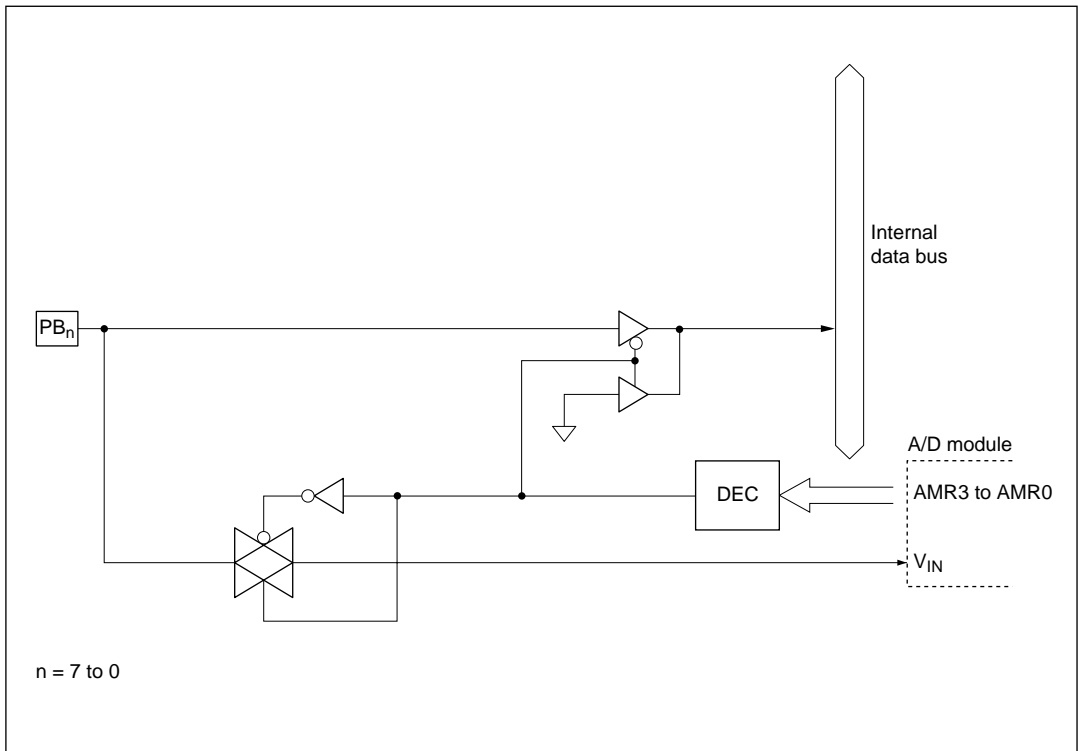 Internal
data bus
PBn
A/D module
DEC
AMR3 to AMR0
VIN
n = 7 to 0